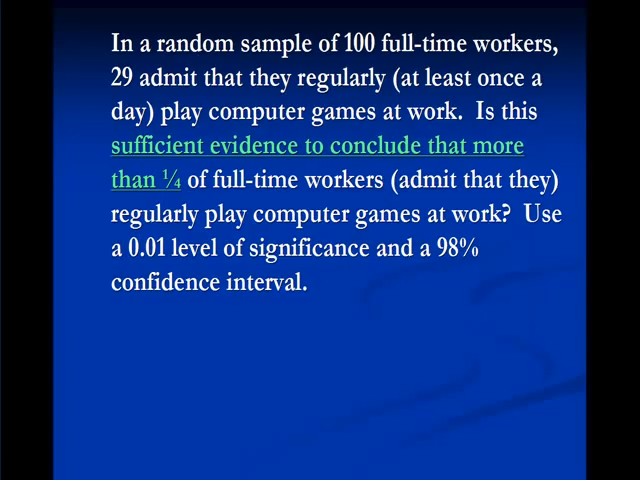 In a random sample of 100 full-time workers,
29 admit that they regularly (at least once a
day) play computer games at work.  Is this
sufficient evidence to conclude that more
than ¼ of full-time workers (admit that they)
regularly play computer games at work?  Use
a 0.01 level of significance and a 98%
confidence interval.